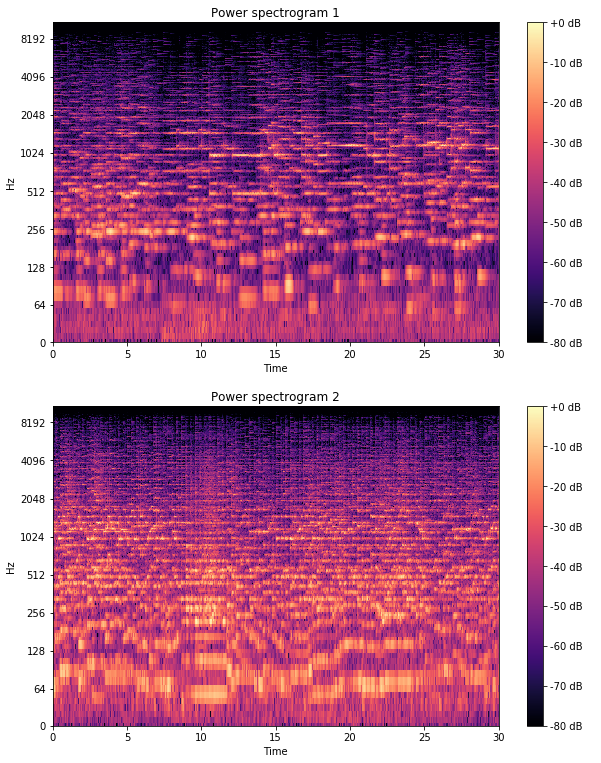 Power spectrogram 1
8192
4096
2048
1024
512
256
128
64
0
Hz
0 5 10 15 20 25 30
Time
+0 dB
-10 dB
-20 dB
-30 dB
-40 dB
-50 dB
-60 dB
-70 dB
-80 dB
Power spectrogram 2
8192
4096
2048
1024
512
256
128
64
0
Hz
0 5 10 15 20 25 30
Time
+0 dB
-10 dB
-20 dB
-30 dB
-40 dB
-50 dB
-60 dB
-70 dB
-80 dB